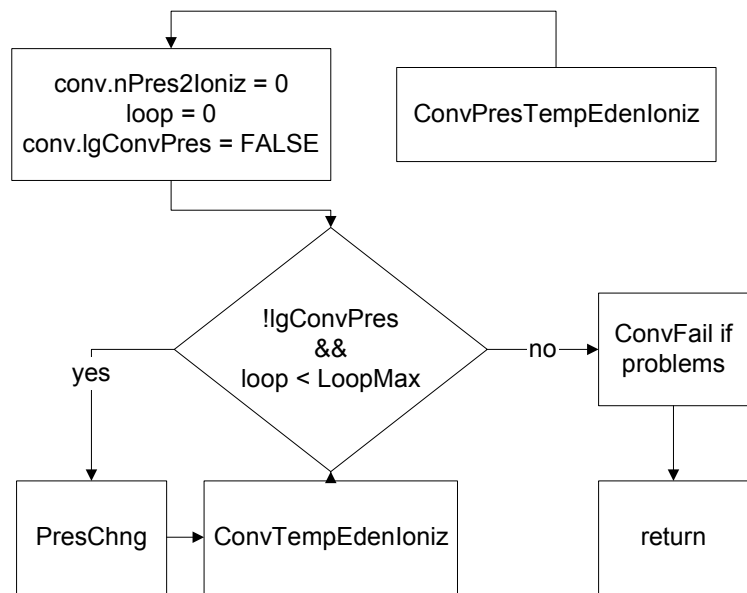 conv.nPres2Ioniz = 0
loop = 0
conv.lgConvPres = FALSE
ConvPresTempEdenIoniz
!lgConvPres
&&
loop < LoopMax
yes
no
ConvFail if
problems
PresChng
ConvTempEdenIoniz
return